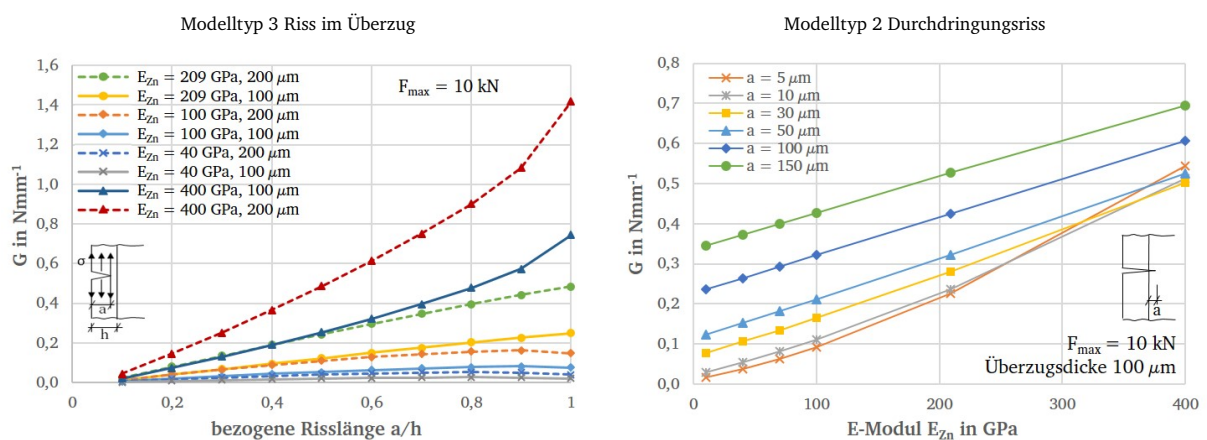 Modelltyp 3 Riss im Überzug
1,6
1,4
1,2
1,0
0,8
0,6
0,4
0,2
0,0
G in Nmm⁻¹
E_Zn = 209 GPa, 200 μm
E_Zn = 209 GPa, 100 μm
E_Zn = 100 GPa, 200 μm
E_Zn = 100 GPa, 100 μm
E_Zn = 40 GPa, 200 μm
E_Zn = 40 GPa, 100 μm
E_Zn = 400 GPa, 100 μm
E_Zn = 400 GPa, 200 μm
F_max = 10 kN
σ
a
h
0
0,2
0,4
0,6
0,8
1
bezogene Risslänge a/h
Modelltyp 2 Durchdringungsriss
0,8
0,7
0,6
0,5
0,4
0,3
0,2
0,1
0,0
G in Nmm⁻¹
a = 5 μm
a = 10 μm
a = 30 μm
a = 50 μm
a = 100 μm
a = 150 μm
a
F_max = 10 kN
Überzugsdicke 100 μm
0
100
200
300
400
E-Modul E_Zn in GPa